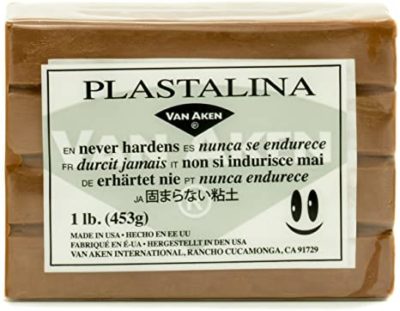 PLASTALINA
VAN AKEN
VAN AKEN
EN never hardens ES nunca se endurece
FR durcit jamais IT non si indurisce mai
DE erhärtet nie PT nunca endurece
JA 固まらない粘土
1 lb. (453g)
MADE IN USA • HECHO EN EE UU
FABRIQUÉ EN É-UA • HERGESTELLT IN DEN USA
VAN AKEN INTERNATIONAL, RANCHO CUCAMONGA, CA 91729